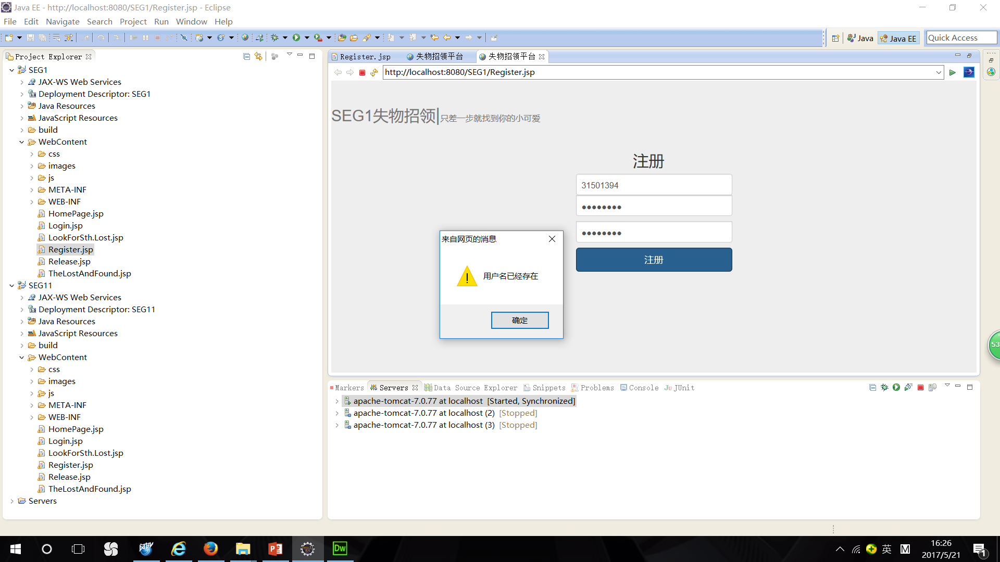 Java EE - http://localhost:8080/SEG1/Register.jsp - Eclipse
File Edit Navigate Search Project Run Window Help
Java
Java EE
Quick Access
Project Explorer
SEG1
JAX-WS Web Services
Deployment Descriptor: SEG1
Java Resources
JavaScript Resources
build
WebContent
css
images
js
META-INF
WEB-INF
HomePage.jsp
Login.jsp
LookForSth.Lost.jsp
Register.jsp
Release.jsp
TheLostAndFound.jsp
SEG11
JAX-WS Web Services
Deployment Descriptor: SEG11
Java Resources
JavaScript Resources
build
WebContent
css
images
js
META-INF
WEB-INF
HomePage.jsp
Login.jsp
LookForSth.Lost.jsp
Register.jsp
Release.jsp
TheLostAndFound.jsp
Servers
Register.jsp 失物招领平台 失物招领平台
http://localhost:8080/SEG1/Register.jsp
SEG1失物招领|只差一步就找到你的小可爱
注册
31501394
••••••••
••••••••
注册
来自网页的消息
用户名已经存在
确定
53
Markers Servers Data Source Explorer Snippets Problems Console JUnit
apache-tomcat-7.0.77 at localhost [Started, Synchronized]
apache-tomcat-7.0.77 at localhost (2) [Stopped]
apache-tomcat-7.0.77 at localhost (3) [Stopped]
Dw
英
M
16:26
2017/5/21
1